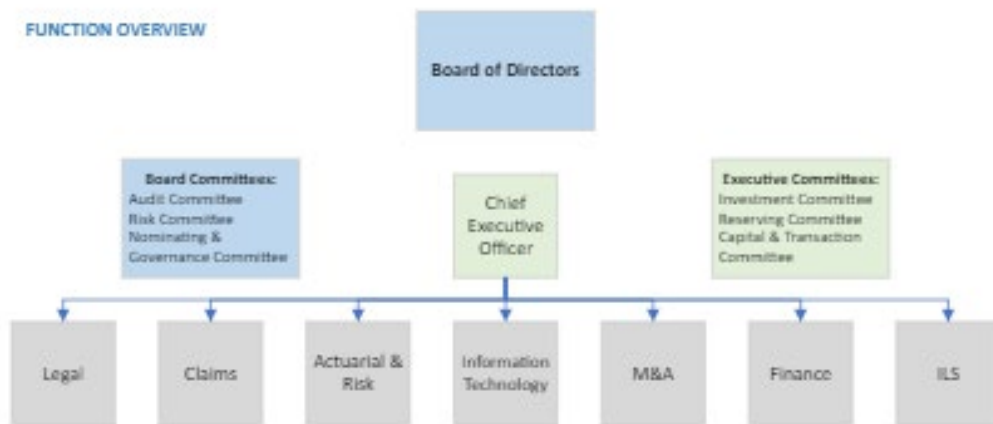 FUNCTION OVERVIEW
Board of Directors
Board Committees:
Audit Committee
Risk Committee
Nominating &
Governance Committee
Chief
Executive
Officer
Executive Committees:
Investment Committee
Reserving Committee
Capital & Transaction
Committee
Legal
Claims
Actuarial &
Risk
Information
Technology
M&A
Finance
ILS